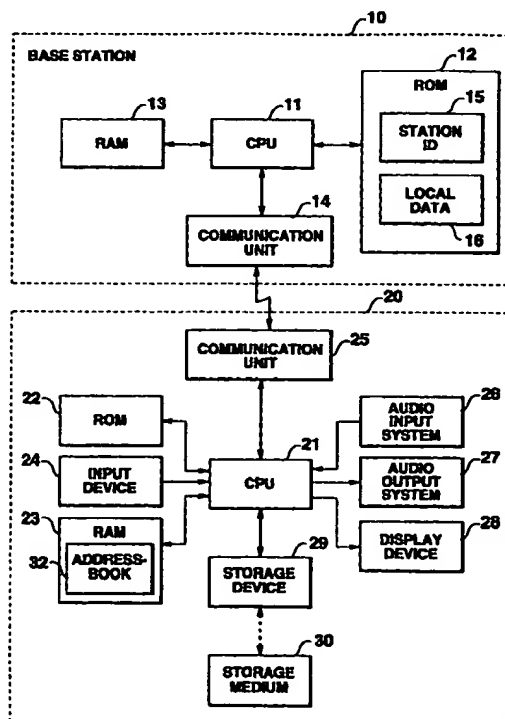 10
BASE STATION
12
ROM
13
RAM
11
CPU
15
STATION
ID
14
COMMUNICATION
UNIT
LOCAL
DATA
16
20
COMMUNICATION
UNIT
25
22
ROM
21
CPU
AUDIO
INPUT
SYSTEM
26
24
INPUT
DEVICE
AUDIO
OUTPUT
SYSTEM
27
23
RAM
32
ADDRESS-
BOOK
29
STORAGE
DEVICE
DISPLAY
DEVICE
28
30
STORAGE
MEDIUM